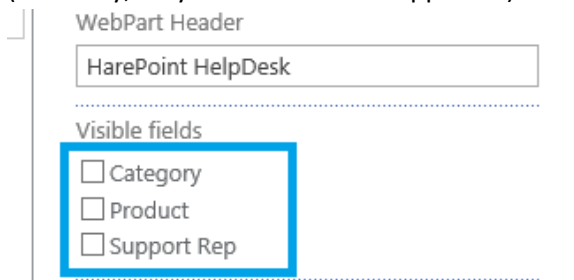 WebPart Header
HarePoint HelpDesk
Visible fields
Category
Product
Support Rep